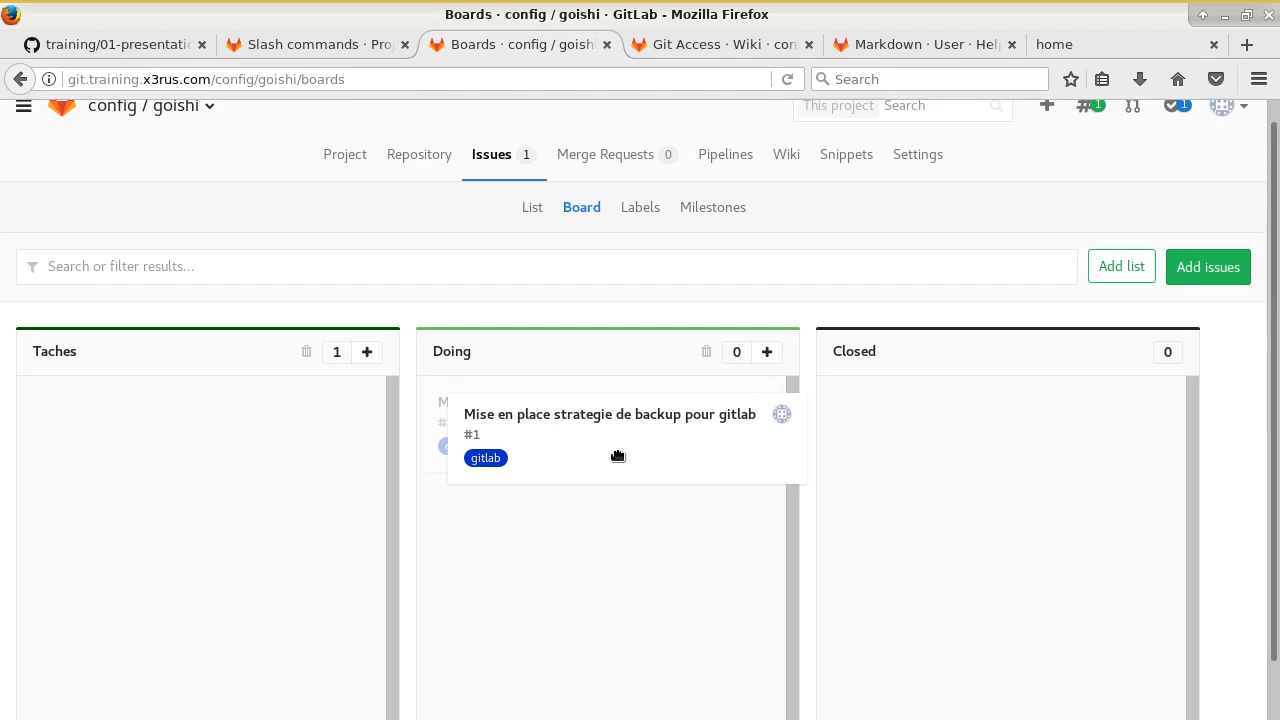 Boards · config / goishi · GitLab - Mozilla Firefox
training/01-presentati
Slash commands · Pro
Boards · config / goishi
Git Access · Wiki · con
Markdown · User · Hel
home
git.training.x3rus.com/config/goishi/boards
Search
config / goishi
This project Search
1
1
Project Repository Issues 1 Merge Requests 0 Pipelines Wiki Snippets Settings
List Board Labels Milestones
Search or filter results...
Add list
Add issues
Taches 1
Doing 0
Closed 0
M
#
Mise en place strategie de backup pour gitlab
#1
gitlab